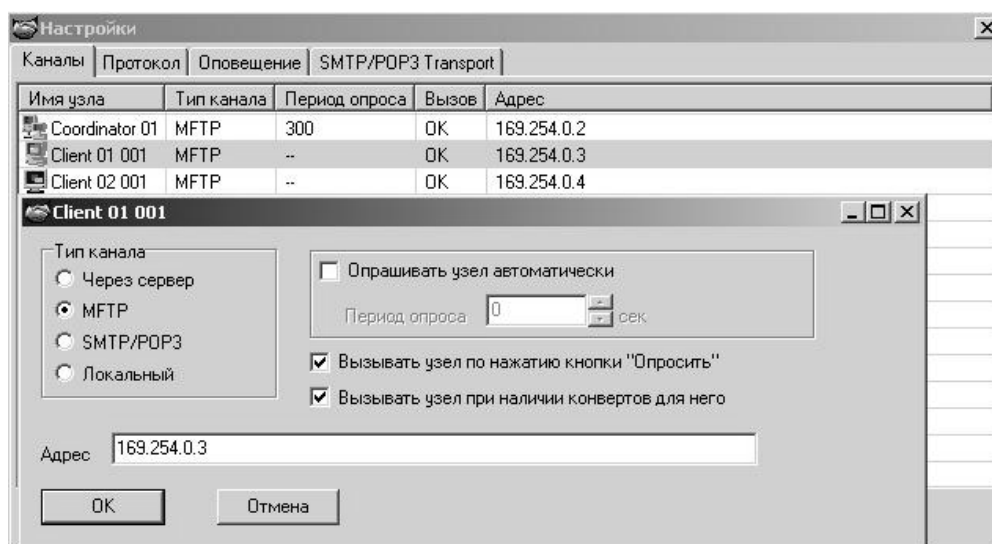 Настройки
Каналы Протокол Оповещение SMTP/POP3 Transport
Имя узла Тип канала Период опроса Вызов Адрес
Coordinator 01 MFTP 300 OK 169.254.0.2
Client 01 001 MFTP -- OK 169.254.0.3
Client 02 001 MFTP -- OK 169.254.0.4
Client 01 001
Тип канала
Через сервер
MFTP
SMTP/POP3
Локальный
Опрашивать узел автоматически
Период опроса 0 сек
Вызывать узел по нажатию кнопки "Опросить"
Вызывать узел при наличии конвертов для него
Адрес 169.254.0.3
OK Отмена